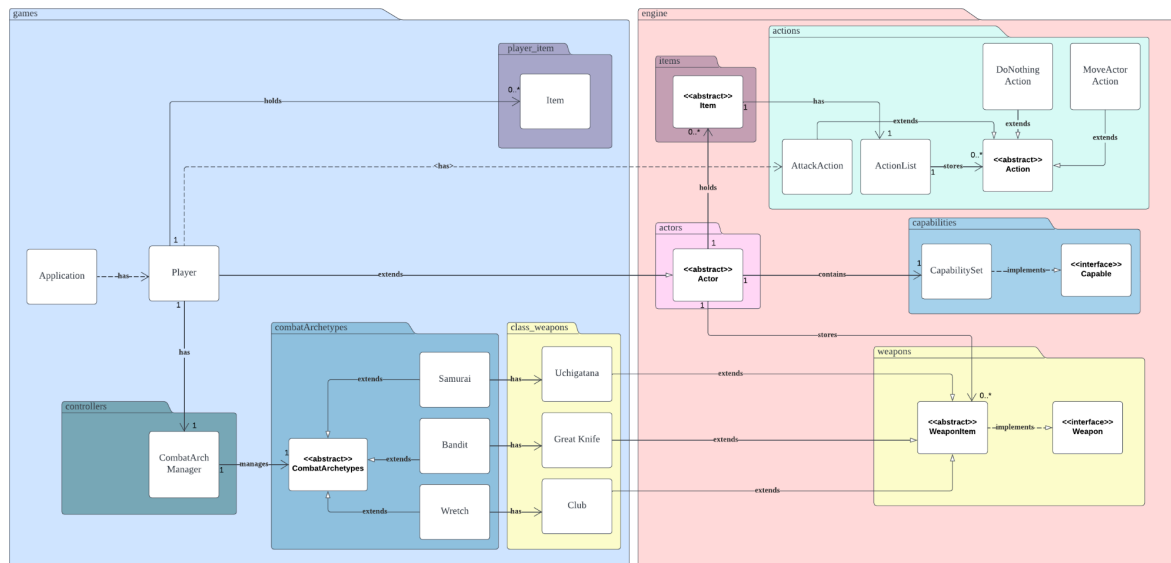 games
engine
player_item
Item
0..*
holds
1
items
<<abstract>>
Item
1
0..*
has
1
actions
DoNothing
Action
MoveActor
Action
extends
extends
extends
AttackAction
ActionList
1
stores
0..*
<<abstract>>
Action
<has>
holds
1
actors
<<abstract>>
Actor
1
1
contains
capabilities
1
CapabilitySet
implements
<<interface>>
Capable
Application
has
Player
1
extends
has
1
stores
0..*
combatArchetypes
class_weapons
weapons
Samurai
has
Uchigatana
extends
extends
controllers
CombatArch
Manager
1
manages
1
<<abstract>>
CombatArchetypes
extends
Bandit
has
Great Knife
extends
<<abstract>>
WeaponItem
implements
<<interface>>
Weapon
extends
Wretch
has
Club
extends